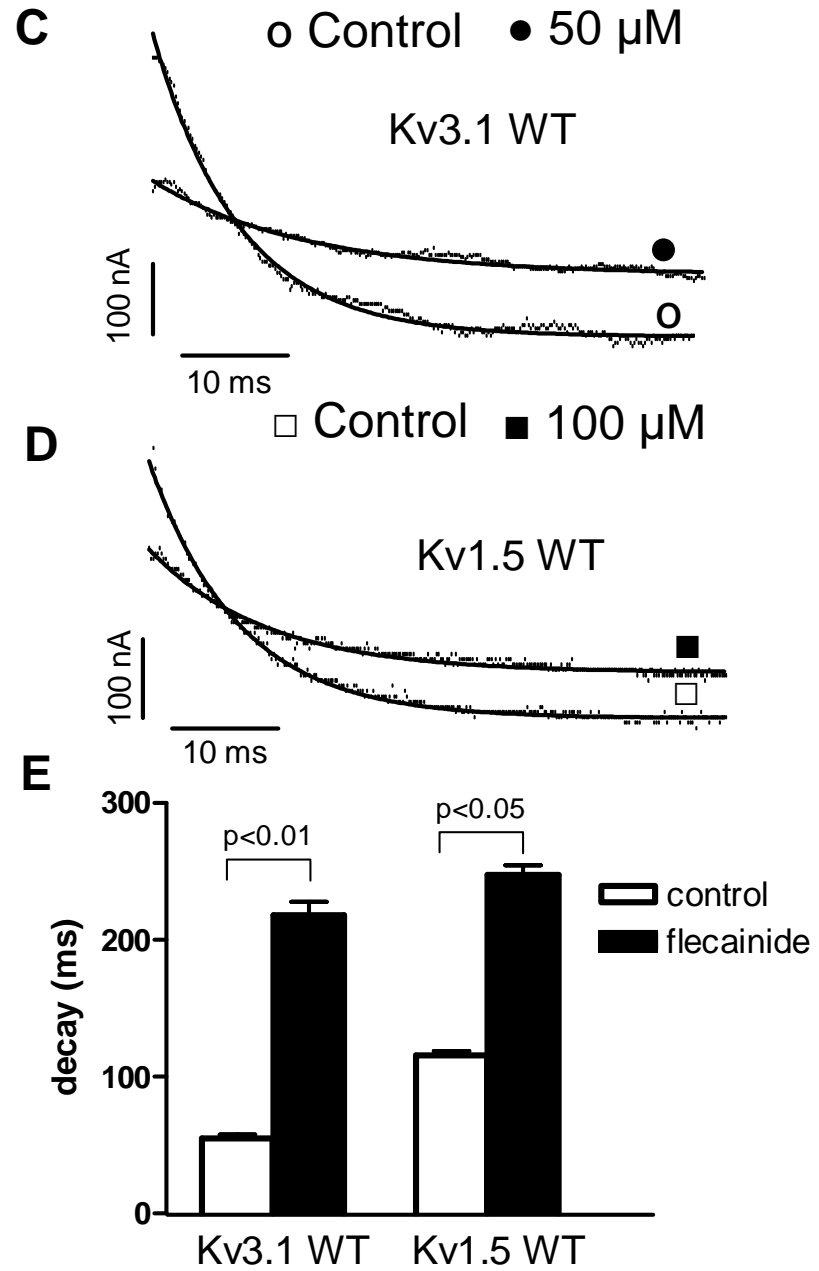 C
o Control ● 50 µM
Kv3.1 WT
100 nA
10 ms
D
□ Control ■ 100 µM
Kv1.5 WT
100 nA
10 ms
E
decay (ms)
300
200
100
0
p<0.01
p<0.05
control
flecainide
Kv3.1 WT Kv1.5 WT